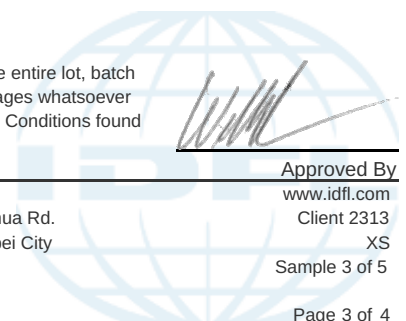 e entire lot, batch
ages whatsoever
Conditions found
Approved By
www.idfl.com
ua Rd.
Client 2313
ei City
XS
Sample 3 of 5
Page 3 of 4
IDFL